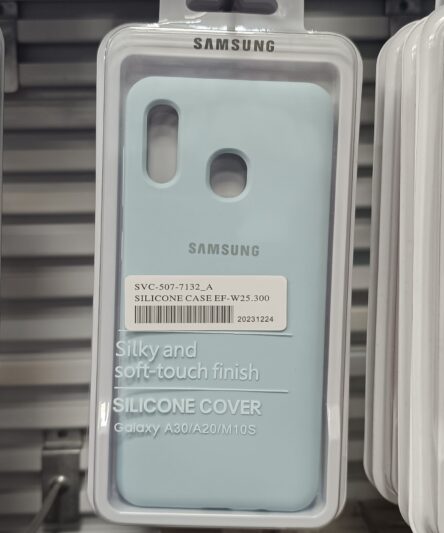 SAMSUNG
SAMSUNG
SVC-507-7132_A
SILICONE CASE EF-W25.300
20231224
Silky and
soft-touch finish
SILICONE COVER
Galaxy A30/A20/M10S